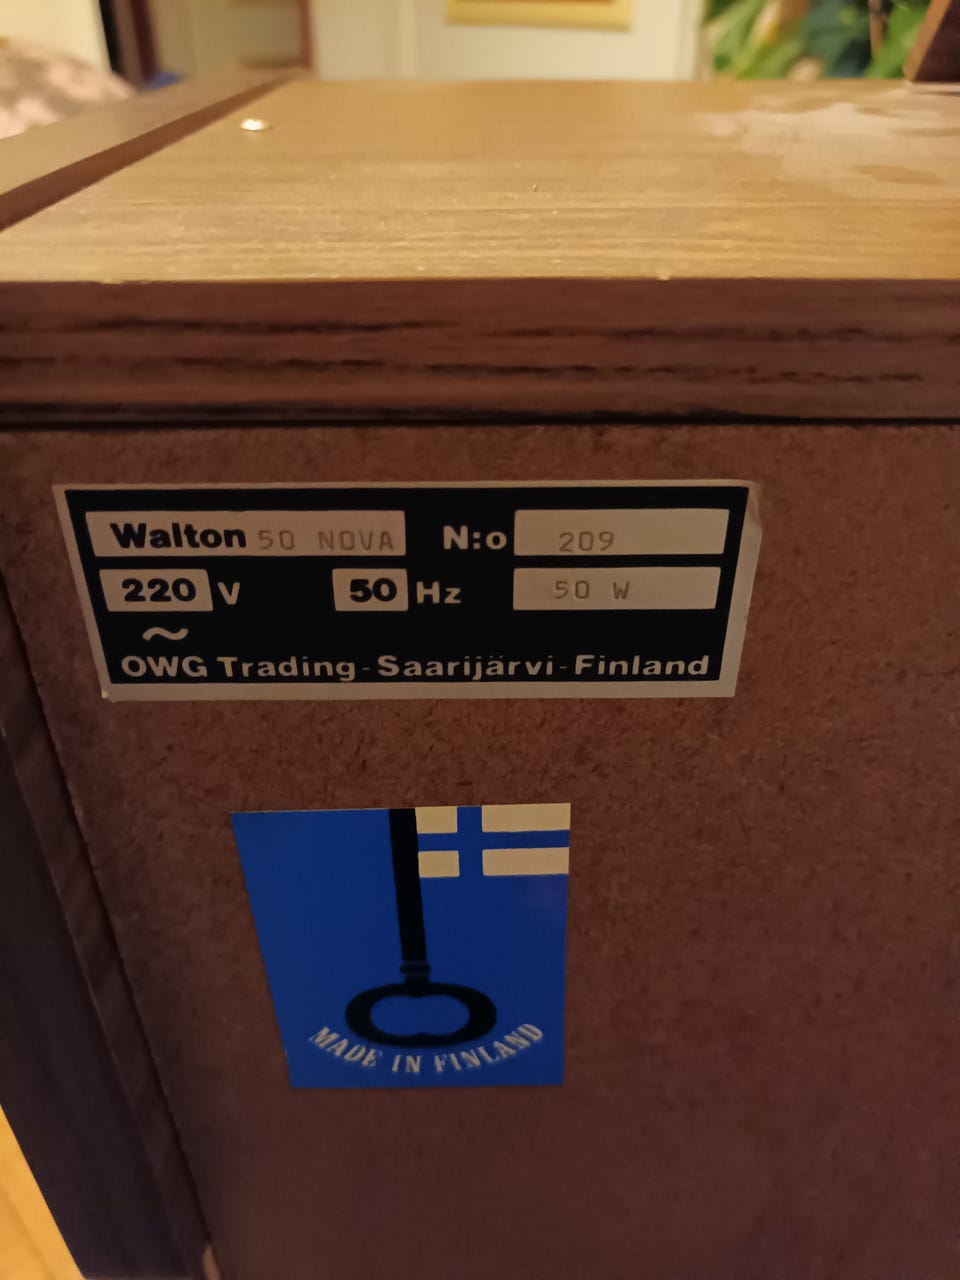 Walton 50 NOVA N:o 209
220 V 50 Hz 50 W
~
OWG Trading - Saarijärvi - Finland
MADE IN FINLAND